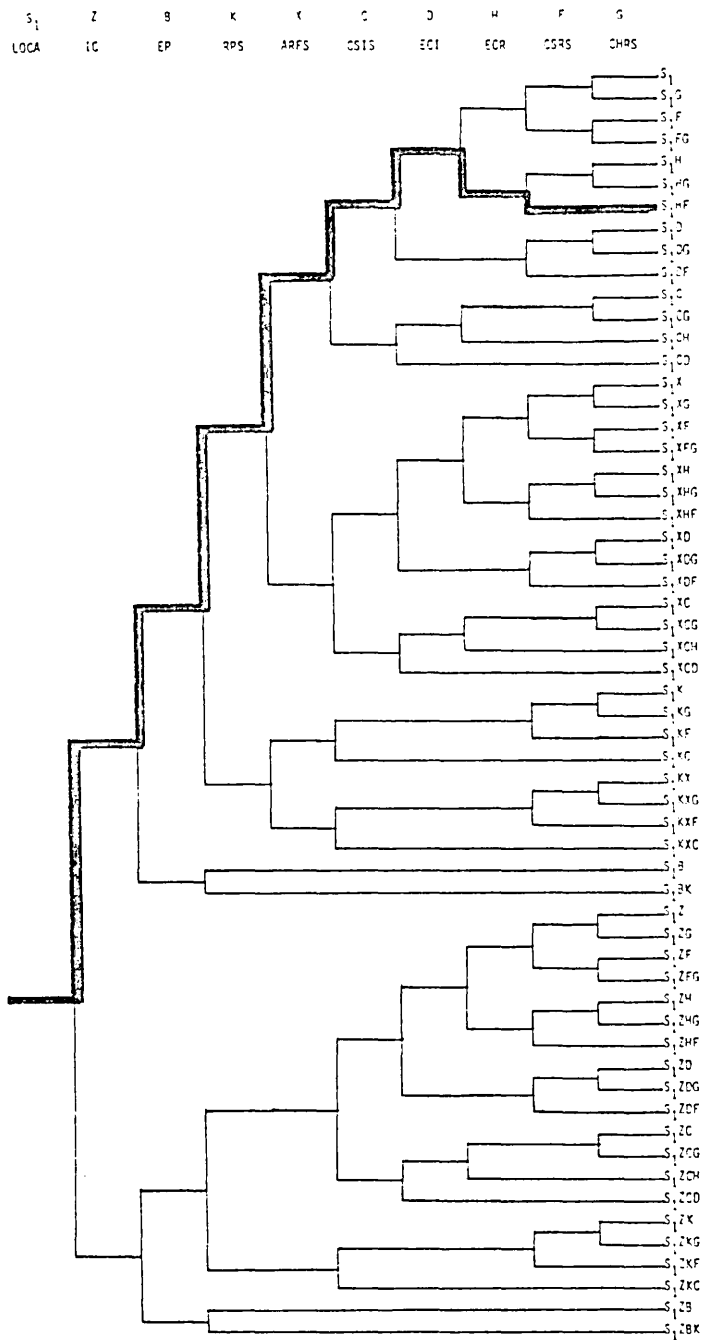 S1 Z B K X C D H F G
LOCA IC EP RPS ARFS CSIS ECI ECR CSRS CHRS
S1
S1G
S1F
S1FG
S1H
S1HG
S1HF
S1D
S1DG
S1DF
S1C
S1CG
S1CH
S1CD
S1X
S1XG
S1XF
S1XFG
S1XH
S1XHG
S1XHF
S1XD
S1XDG
S1XDF
S1XC
S1XCG
S1XCH
S1XCD
S1K
S1KG
S1KF
S1KC
S1KX
S1KXG
S1KXF
S1KXC
S1B
S1BK
S1Z
S1ZG
S1ZF
S1ZFG
S1ZH
S1ZHG
S1ZHF
S1ZD
S1ZDG
S1ZDF
S1ZC
S1ZCG
S1ZCH
S1ZCD
S1ZK
S1ZKG
S1ZKF
S1ZKC
S1ZB
S1ZBK